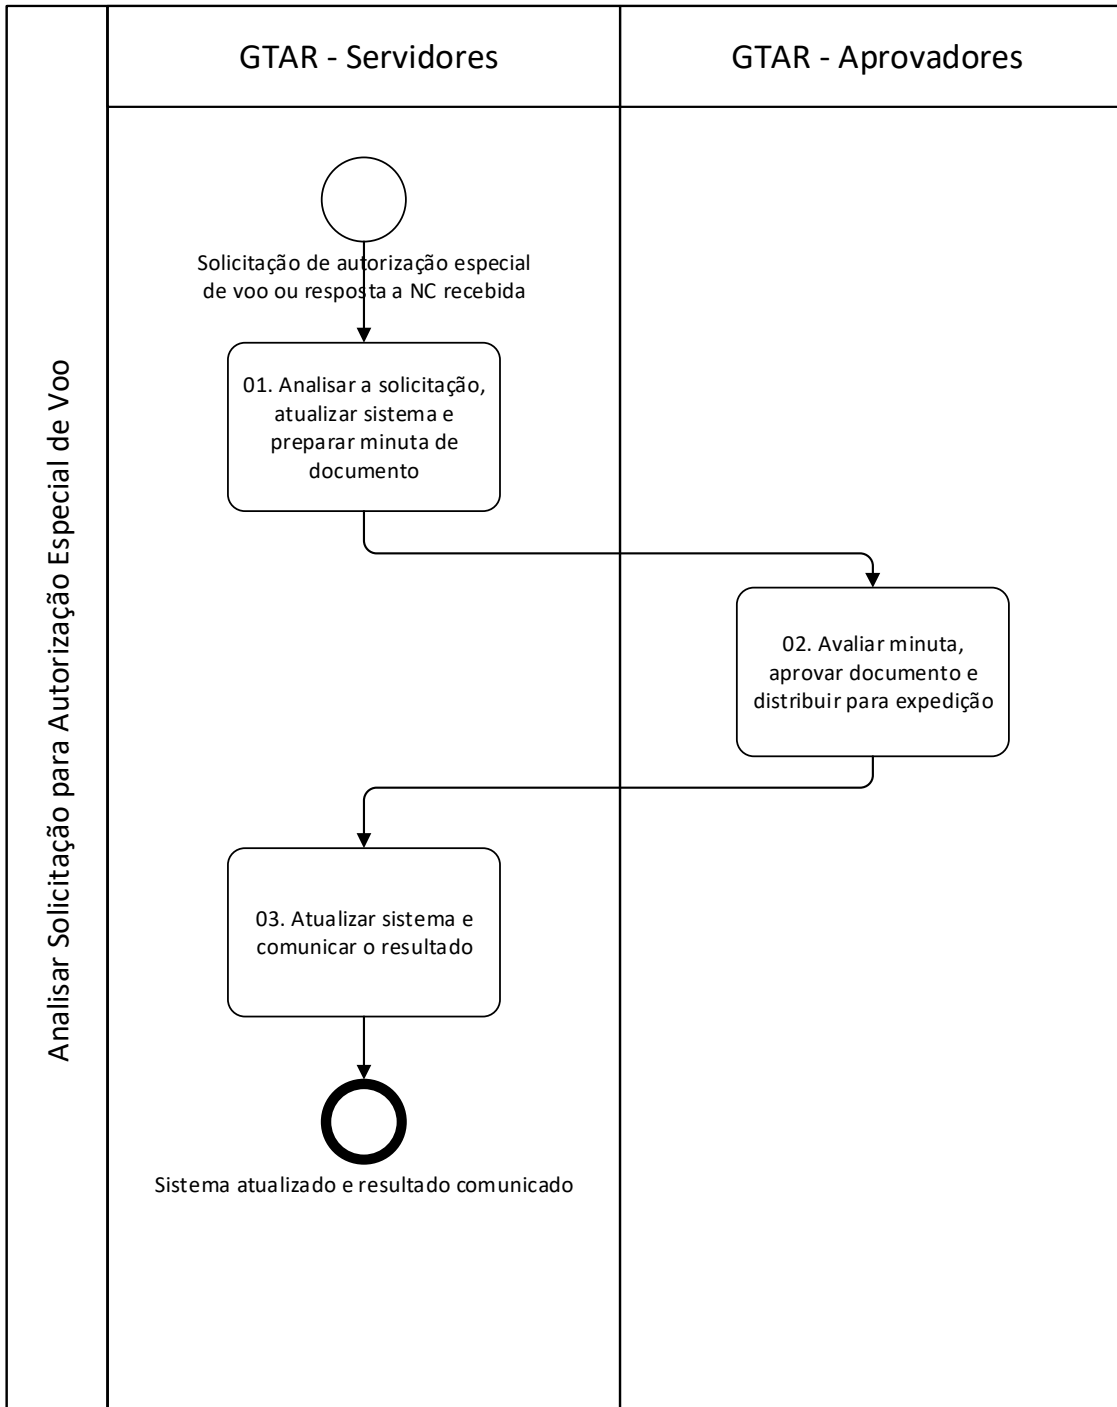 GTAR - Servidores
GTAR - Aprovadores
Analisar Solicitação para Autorização Especial de Voo
Solicitação de autorização especial
de voo ou resposta a NC recebida
01. Analisar a solicitação,
atualizar sistema e
preparar minuta de
documento
02. Avaliar minuta,
aprovar documento e
distribuir para expedição
03. Atualizar sistema e
comunicar o resultado
Sistema atualizado e resultado comunicado